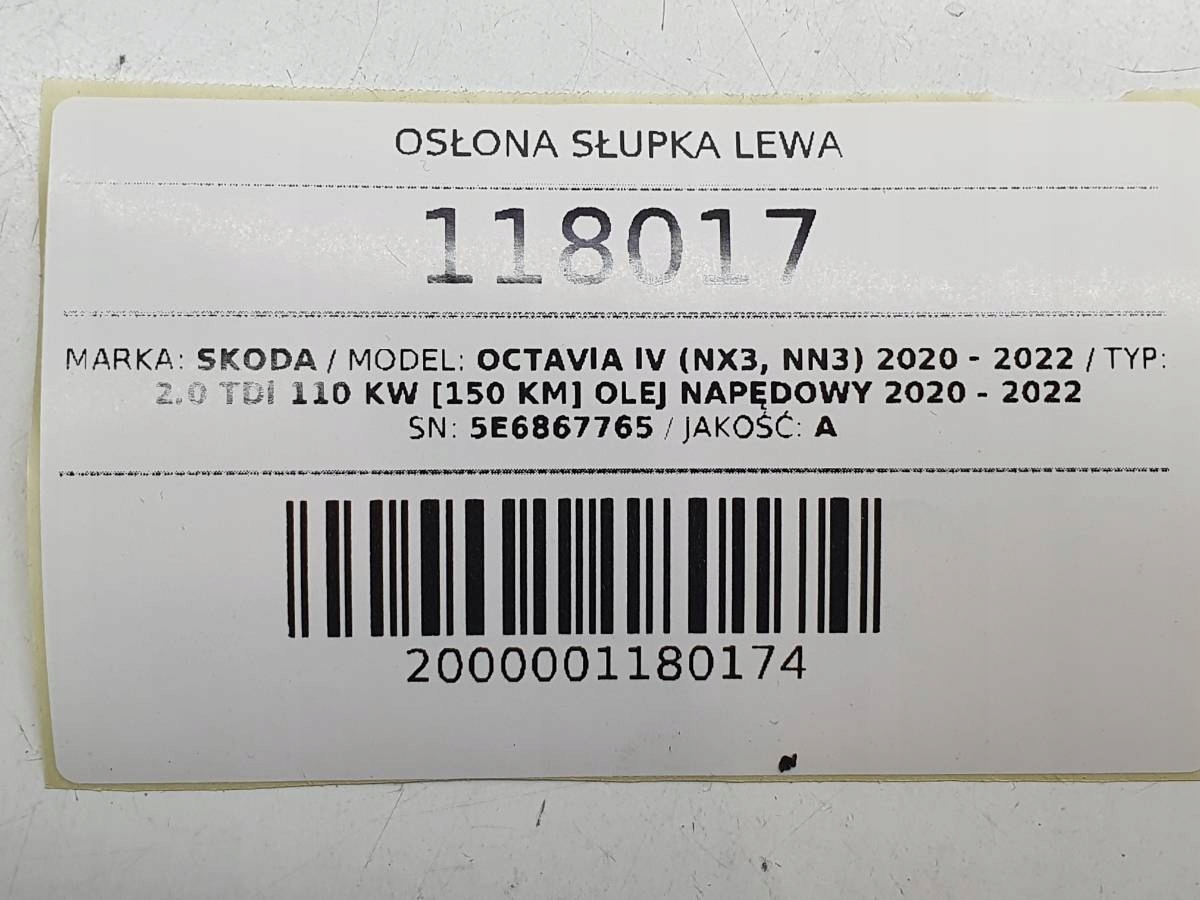 OSŁONA SŁUPKA LEWA
118017
MARKA: SKODA / MODEL: OCTAVIA IV (NX3, NN3) 2020 - 2022 / TYP:
2.0 TDI 110 KW [150 KM] OLEJ NAPĘDOWY 2020 - 2022
SN: 5E6867765 / JAKOŚĆ: A
2000001180174